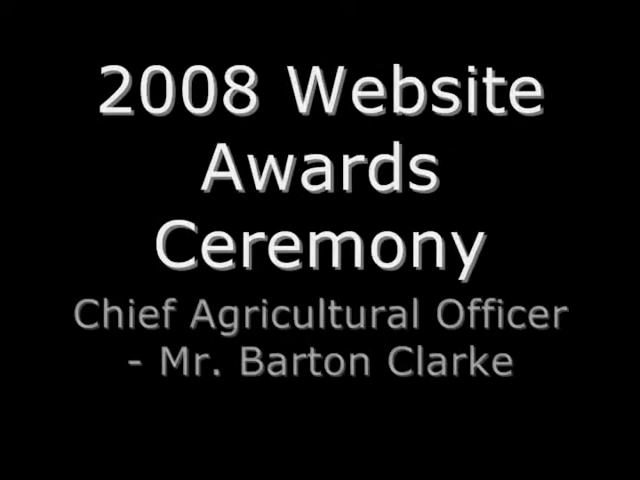 2008 Website
Awards
Ceremony
Chief Agricultural Officer
- Mr. Barton Clarke